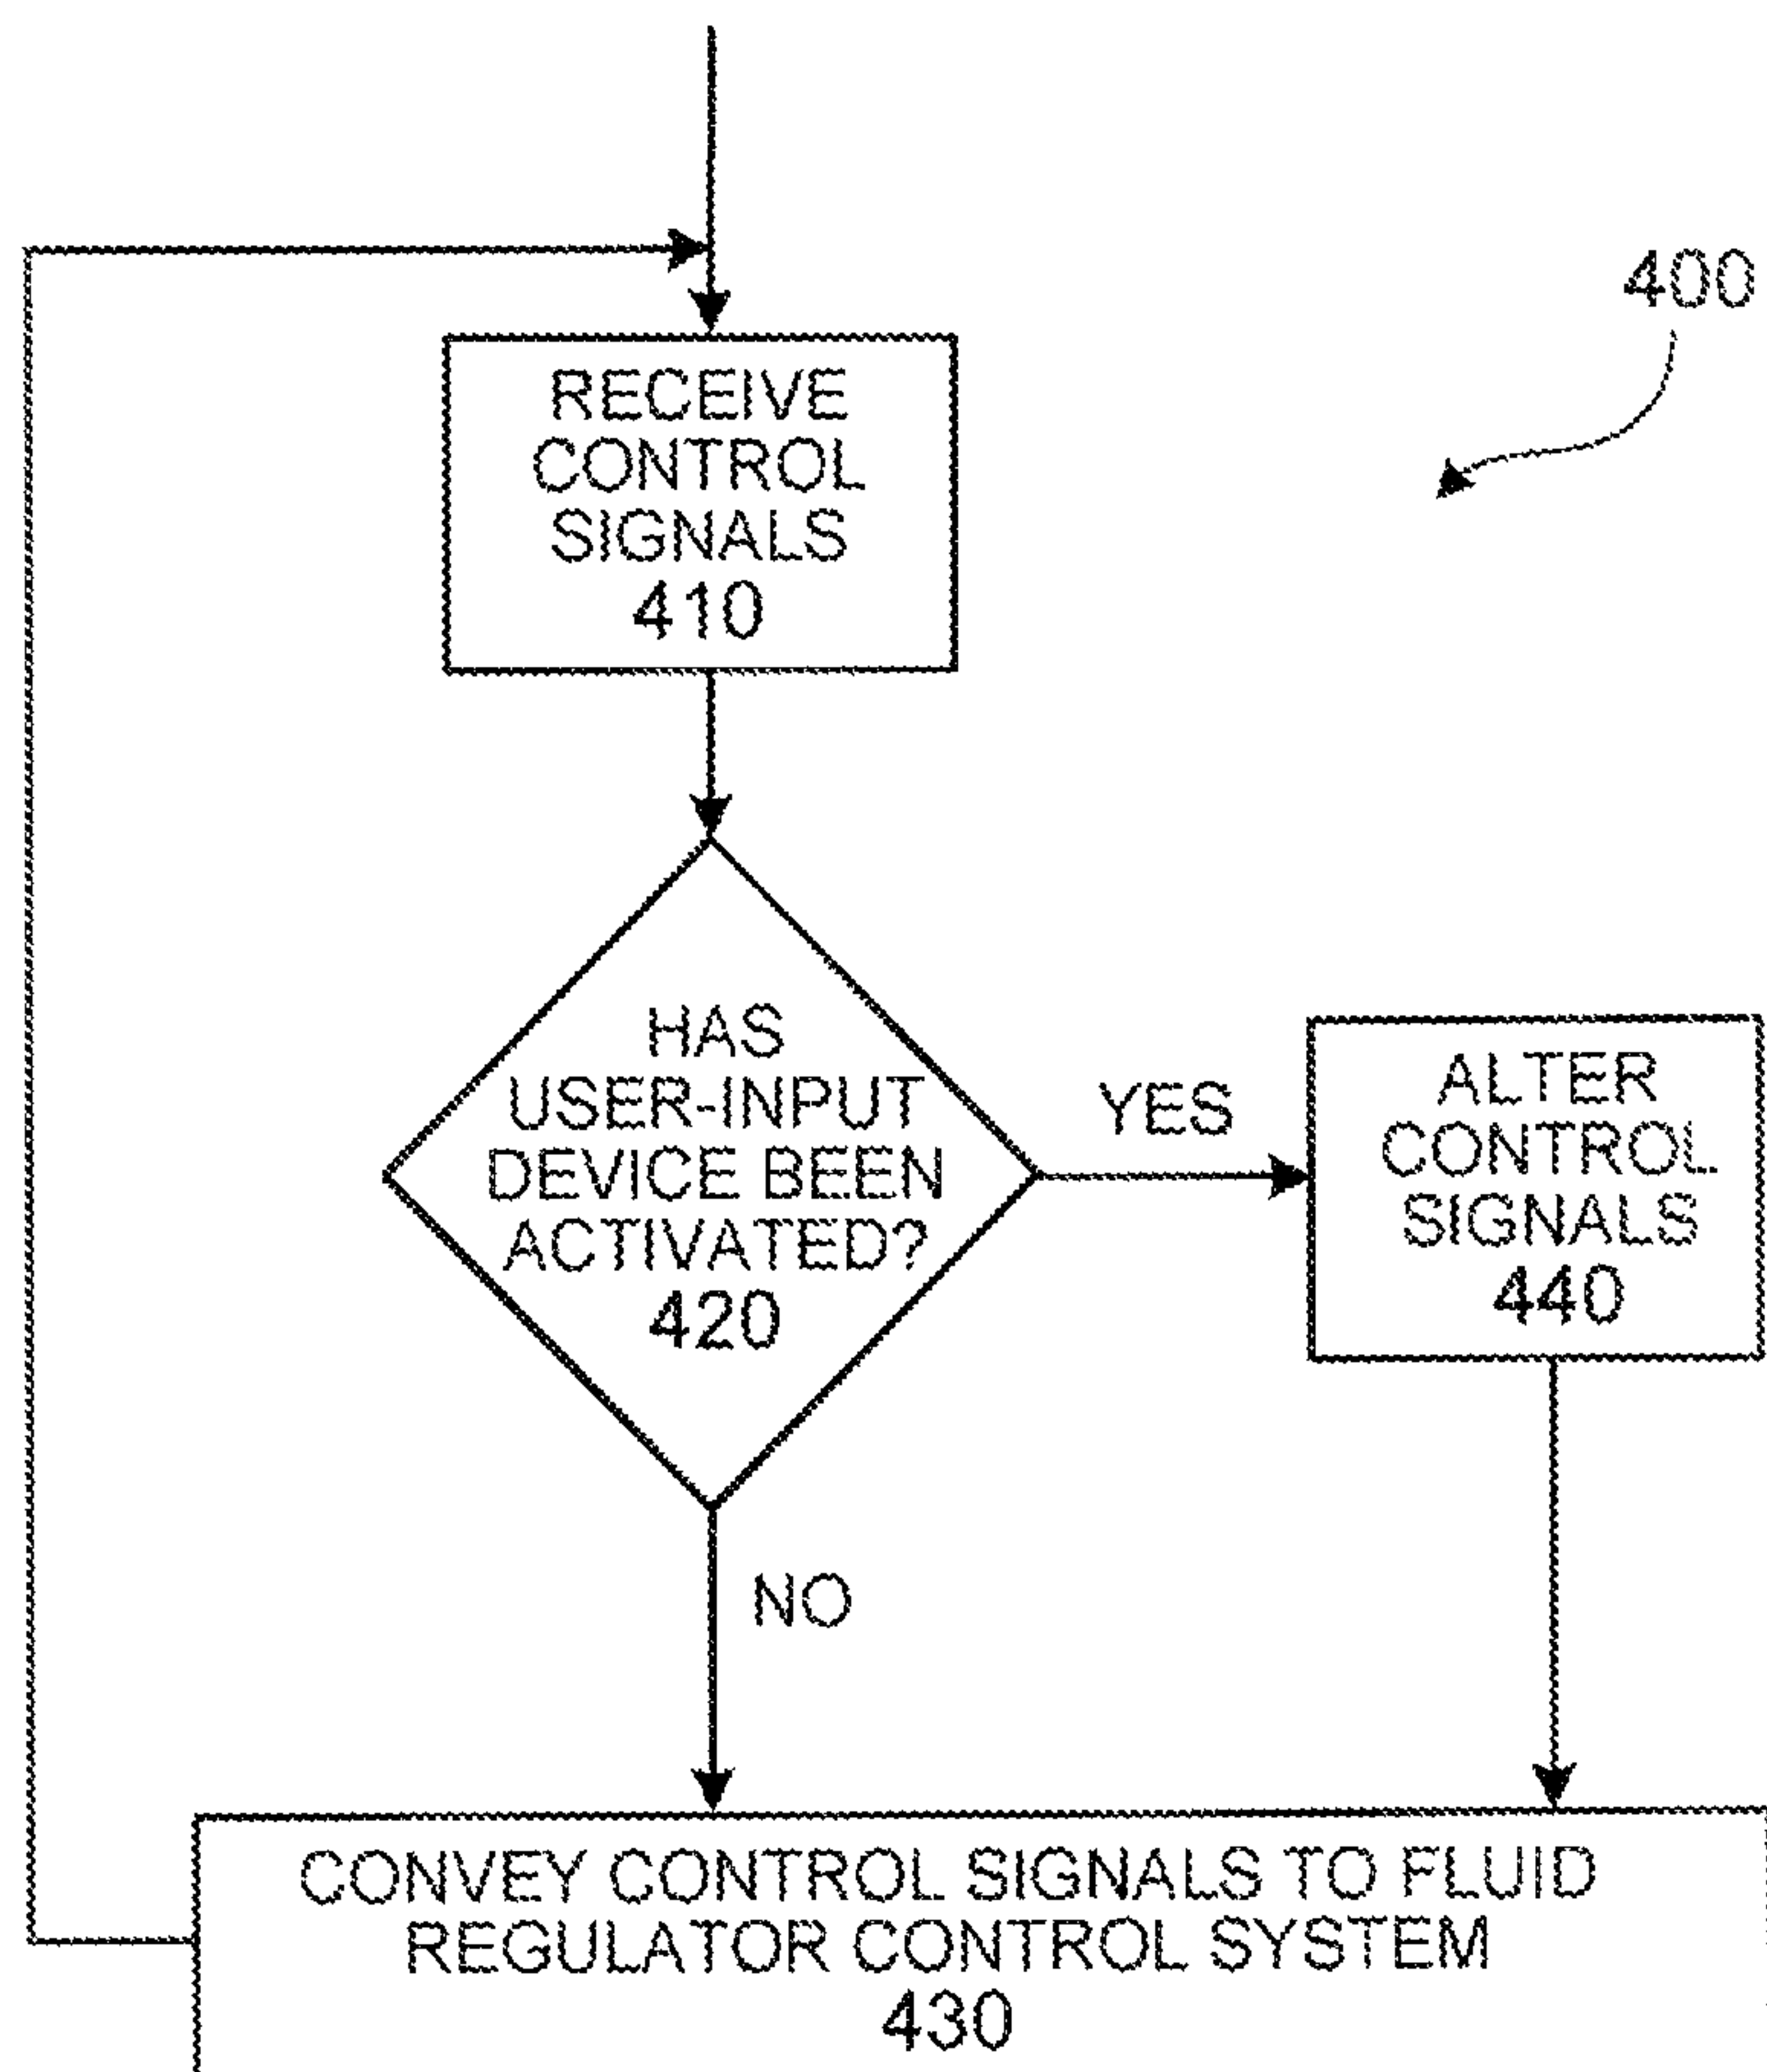 400
RECEIVE
CONTROL
SIGNALS
410
HAS
USER-INPUT
DEVICE BEEN
ACTIVATED?
420
YES
ALTER
CONTROL
SIGNALS
440
NO
CONVEY CONTROL SIGNALS TO FLUID
REGULATOR CONTROL SYSTEM
430